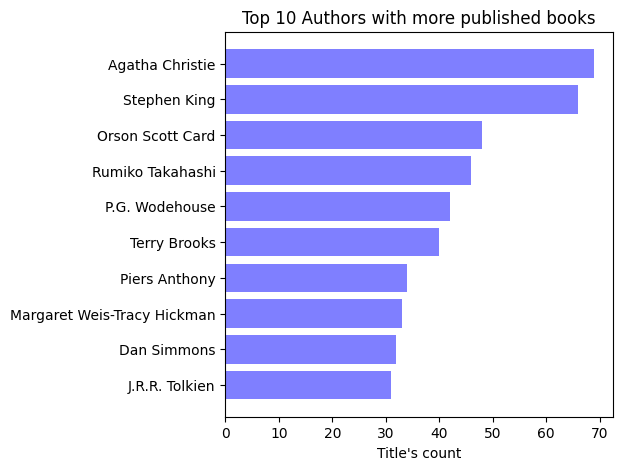 Top 10 Authors with more published books
Agatha Christie
Stephen King
Orson Scott Card
Rumiko Takahashi
P.G. Wodehouse
Terry Brooks
Piers Anthony
Margaret Weis-Tracy Hickman
Dan Simmons
J.R.R. Tolkien
0 10 20 30 40 50 60 70
Title's count